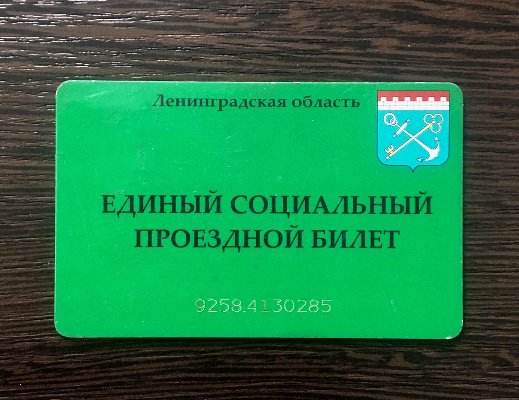 Ленинградская область
ЕДИНЫЙ СОЦИАЛЬНЫЙ
ПРОЕЗДНОЙ БИЛЕТ
9258.4130285